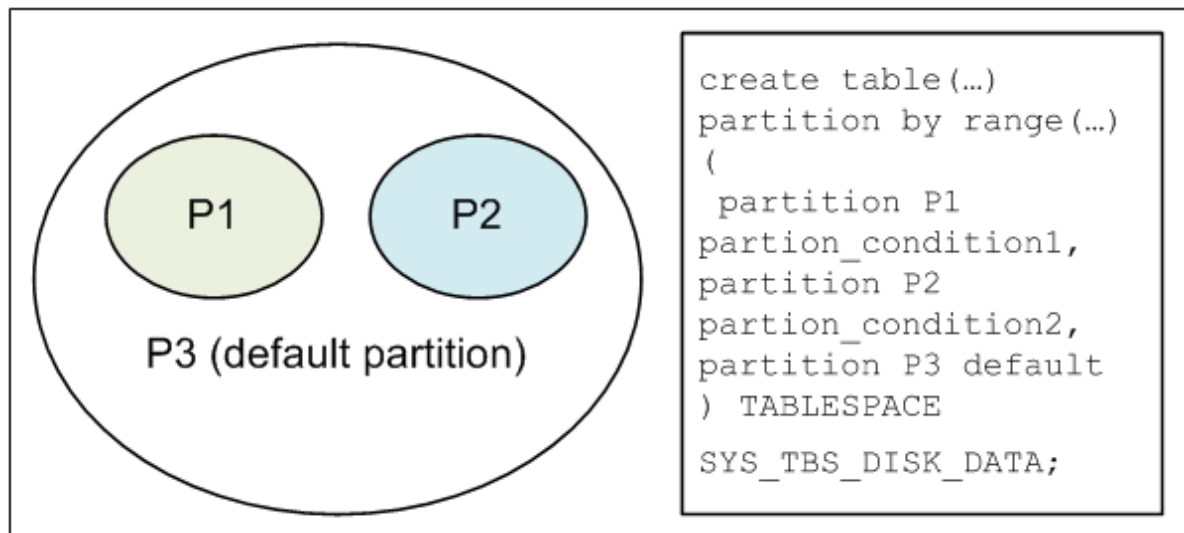 P1
P2
P3 (default partition)
create table(…)
partition by range(…)
(
partition P1
partion_condition1,
partition P2
partion_condition2,
partition P3 default
) TABLESPACE
SYS_TBS_DISK_DATA;